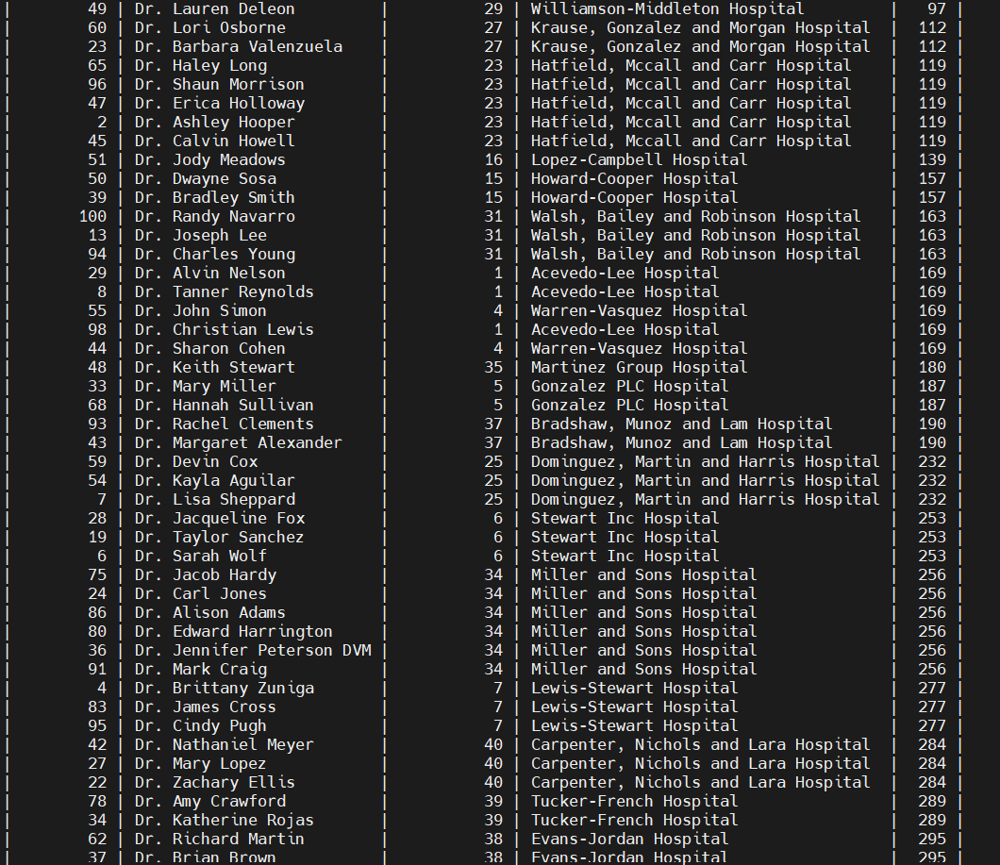 |        49 | Dr. Lauren Deleon         |          29 | Williamson-Middleton Hospital         |   97 |
|        60 | Dr. Lori Osborne          |          27 | Krause, Gonzalez and Morgan Hospital  |  112 |
|        23 | Dr. Barbara Valenzuela    |          27 | Krause, Gonzalez and Morgan Hospital  |  112 |
|        65 | Dr. Haley Long            |          23 | Hatfield, Mccall and Carr Hospital    |  119 |
|        96 | Dr. Shaun Morrison        |          23 | Hatfield, Mccall and Carr Hospital    |  119 |
|        47 | Dr. Erica Holloway        |          23 | Hatfield, Mccall and Carr Hospital    |  119 |
|         2 | Dr. Ashley Hooper         |          23 | Hatfield, Mccall and Carr Hospital    |  119 |
|        45 | Dr. Calvin Howell         |          23 | Hatfield, Mccall and Carr Hospital    |  119 |
|        51 | Dr. Jody Meadows          |          16 | Lopez-Campbell Hospital               |  139 |
|        50 | Dr. Dwayne Sosa           |          15 | Howard-Cooper Hospital                |  157 |
|        39 | Dr. Bradley Smith         |          15 | Howard-Cooper Hospital                |  157 |
|       100 | Dr. Randy Navarro         |          31 | Walsh, Bailey and Robinson Hospital   |  163 |
|        13 | Dr. Joseph Lee            |          31 | Walsh, Bailey and Robinson Hospital   |  163 |
|        94 | Dr. Charles Young         |          31 | Walsh, Bailey and Robinson Hospital   |  163 |
|        29 | Dr. Alvin Nelson          |           1 | Acevedo-Lee Hospital                  |  169 |
|         8 | Dr. Tanner Reynolds       |           1 | Acevedo-Lee Hospital                  |  169 |
|        55 | Dr. John Simon            |           4 | Warren-Vasquez Hospital               |  169 |
|        98 | Dr. Christian Lewis       |           1 | Acevedo-Lee Hospital                  |  169 |
|        44 | Dr. Sharon Cohen          |           4 | Warren-Vasquez Hospital               |  169 |
|        48 | Dr. Keith Stewart         |          35 | Martinez Group Hospital               |  180 |
|        33 | Dr. Mary Miller           |           5 | Gonzalez PLC Hospital                 |  187 |
|        68 | Dr. Hannah Sullivan       |           5 | Gonzalez PLC Hospital                 |  187 |
|        93 | Dr. Rachel Clements       |          37 | Bradshaw, Munoz and Lam Hospital      |  190 |
|        43 | Dr. Margaret Alexander    |          37 | Bradshaw, Munoz and Lam Hospital      |  190 |
|        59 | Dr. Devin Cox             |          25 | Dominguez, Martin and Harris Hospital |  232 |
|        54 | Dr. Kayla Aguilar         |          25 | Dominguez, Martin and Harris Hospital |  232 |
|         7 | Dr. Lisa Sheppard         |          25 | Dominguez, Martin and Harris Hospital |  232 |
|        28 | Dr. Jacqueline Fox        |           6 | Stewart Inc Hospital                  |  253 |
|        19 | Dr. Taylor Sanchez        |           6 | Stewart Inc Hospital                  |  253 |
|         6 | Dr. Sarah Wolf            |           6 | Stewart Inc Hospital                  |  253 |
|        75 | Dr. Jacob Hardy           |          34 | Miller and Sons Hospital              |  256 |
|        24 | Dr. Carl Jones            |          34 | Miller and Sons Hospital              |  256 |
|        86 | Dr. Alison Adams          |          34 | Miller and Sons Hospital              |  256 |
|        80 | Dr. Edward Harrington     |          34 | Miller and Sons Hospital              |  256 |
|        36 | Dr. Jennifer Peterson DVM |          34 | Miller and Sons Hospital              |  256 |
|        91 | Dr. Mark Craig            |          34 | Miller and Sons Hospital              |  256 |
|         4 | Dr. Brittany Zuniga       |           7 | Lewis-Stewart Hospital                |  277 |
|        83 | Dr. James Cross           |           7 | Lewis-Stewart Hospital                |  277 |
|        95 | Dr. Cindy Pugh            |           7 | Lewis-Stewart Hospital                |  277 |
|        42 | Dr. Nathaniel Meyer       |          40 | Carpenter, Nichols and Lara Hospital  |  284 |
|        27 | Dr. Mary Lopez            |          40 | Carpenter, Nichols and Lara Hospital  |  284 |
|        22 | Dr. Zachary Ellis         |          40 | Carpenter, Nichols and Lara Hospital  |  284 |
|        78 | Dr. Amy Crawford          |          39 | Tucker-French Hospital                |  289 |
|        34 | Dr. Katherine Rojas       |          39 | Tucker-French Hospital                |  289 |
|        62 | Dr. Richard Martin        |          38 | Evans-Jordan Hospital                 |  295 |
|        37 | Dr. Brian Brown           |          38 | Evans-Jordan Hospital                 |  295 |